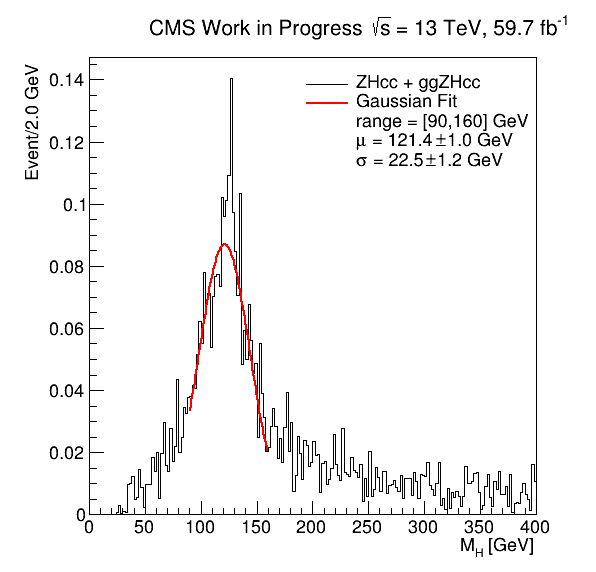 CMS Work in Progress √s = 13 TeV, 59.7 fb⁻¹
Event/2.0 GeV
ZHcc + ggZHcc
Gaussian Fit
range = [90,160] GeV
μ = 121.4±1.0 GeV
σ = 22.5±1.2 GeV
0.14
0.12
0.1
0.08
0.06
0.04
0.02
0
0 50 100 150 200 250 300 350 400
M_H [GeV]